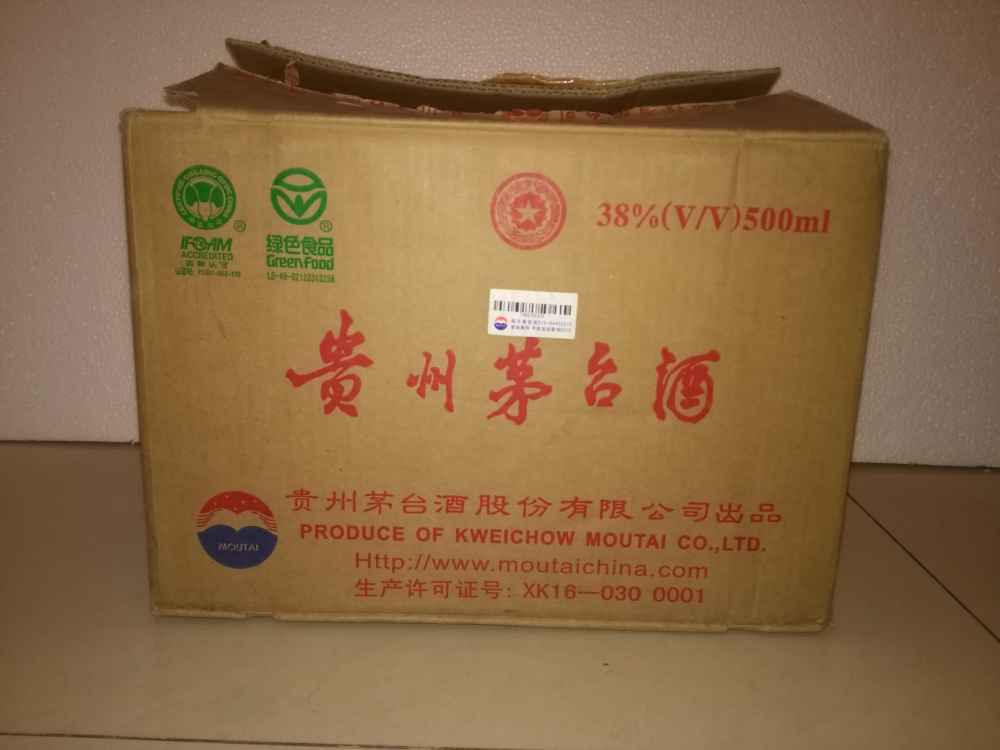 IFOAM
ACCREDITED
绿色食品
Green Food
38%(V/V)500ml
贵州茅台酒
MOUTAI
贵州茅台酒股份有限公司出品
PRODUCE OF KWEICHOW MOUTAI CO.,LTD.
Http://www.moutaichina.com
生产许可证号: XK16—030 0001